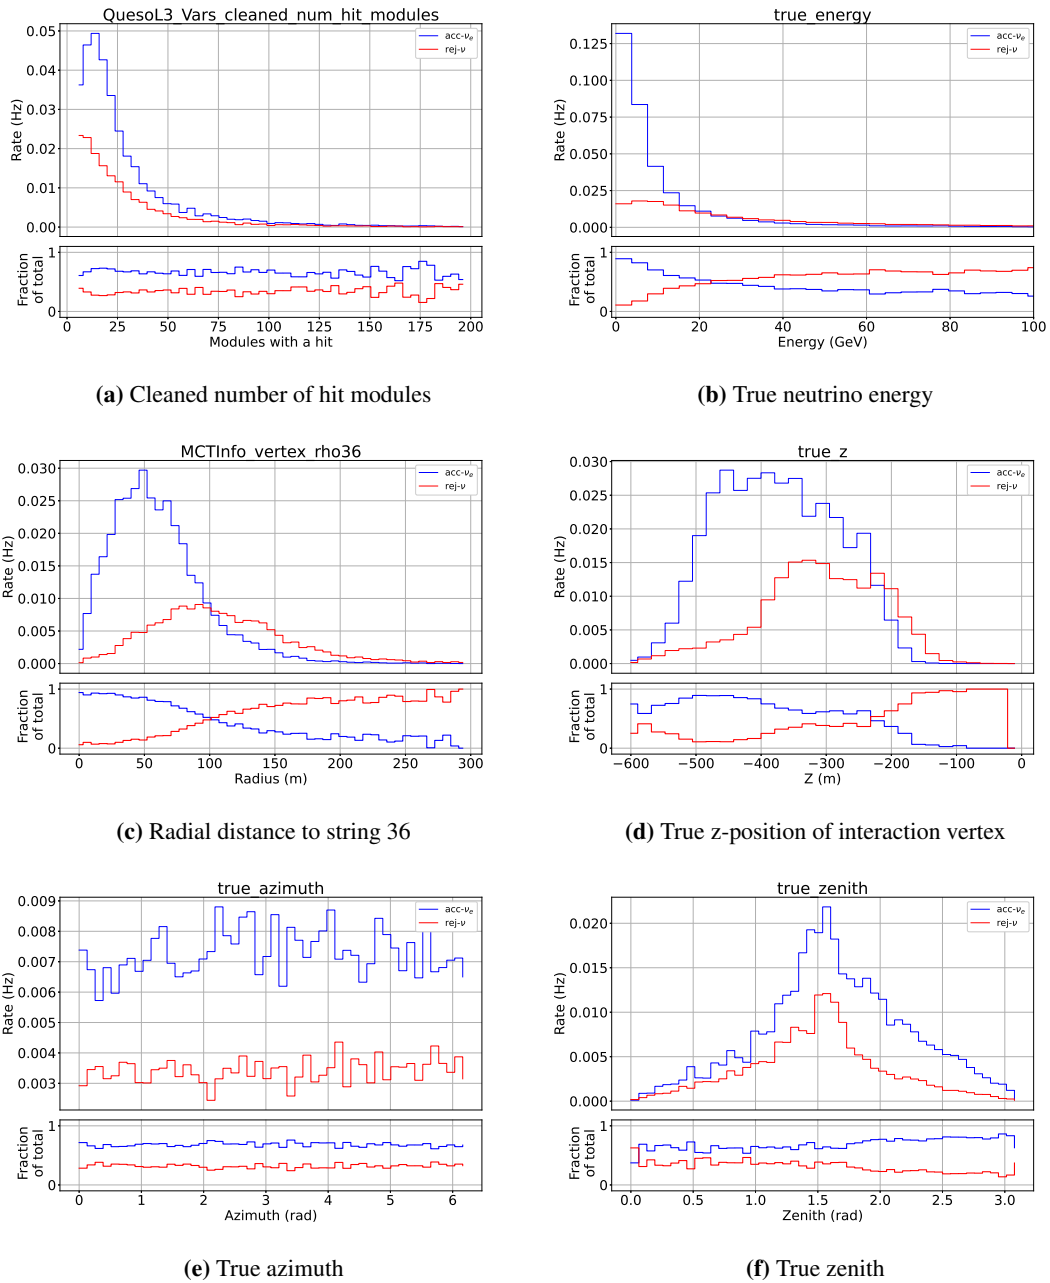 QuesoL3_Vars_cleaned_num_hit_modules
acc-νe
rej-ν
Rate (Hz)
0.05
0.04
0.03
0.02
0.01
0.00
Fraction
of total
1
0
0 25 50 75 100 125 150 175 200
Modules with a hit
(a) Cleaned number of hit modules
true_energy
acc-νe
rej-ν
Rate (Hz)
0.125
0.100
0.075
0.050
0.025
0.000
Fraction
of total
1
0
0 20 40 60 80 100
Energy (GeV)
(b) True neutrino energy
MCTInfo_vertex_rho36
acc-νe
rej-ν
Rate (Hz)
0.030
0.025
0.020
0.015
0.010
0.005
0.000
Fraction
of total
1
0
0 50 100 150 200 250 300
Radius (m)
(c) Radial distance to string 36
true_z
acc-νe
rej-ν
Rate (Hz)
0.030
0.025
0.020
0.015
0.010
0.005
0.000
Fraction
of total
1
0
−600 −500 −400 −300 −200 −100 0
Z (m)
(d) True z-position of interaction vertex
true_azimuth
acc-νe
rej-ν
Rate (Hz)
0.009
0.008
0.007
0.006
0.005
0.004
0.003
Fraction
of total
1
0
0 1 2 3 4 5 6
Azimuth (rad)
(e) True azimuth
true_zenith
acc-νe
rej-ν
Rate (Hz)
0.020
0.015
0.010
0.005
0.000
Fraction
of total
1
0
0.0 0.5 1.0 1.5 2.0 2.5 3.0
Zenith (rad)
(f) True zenith